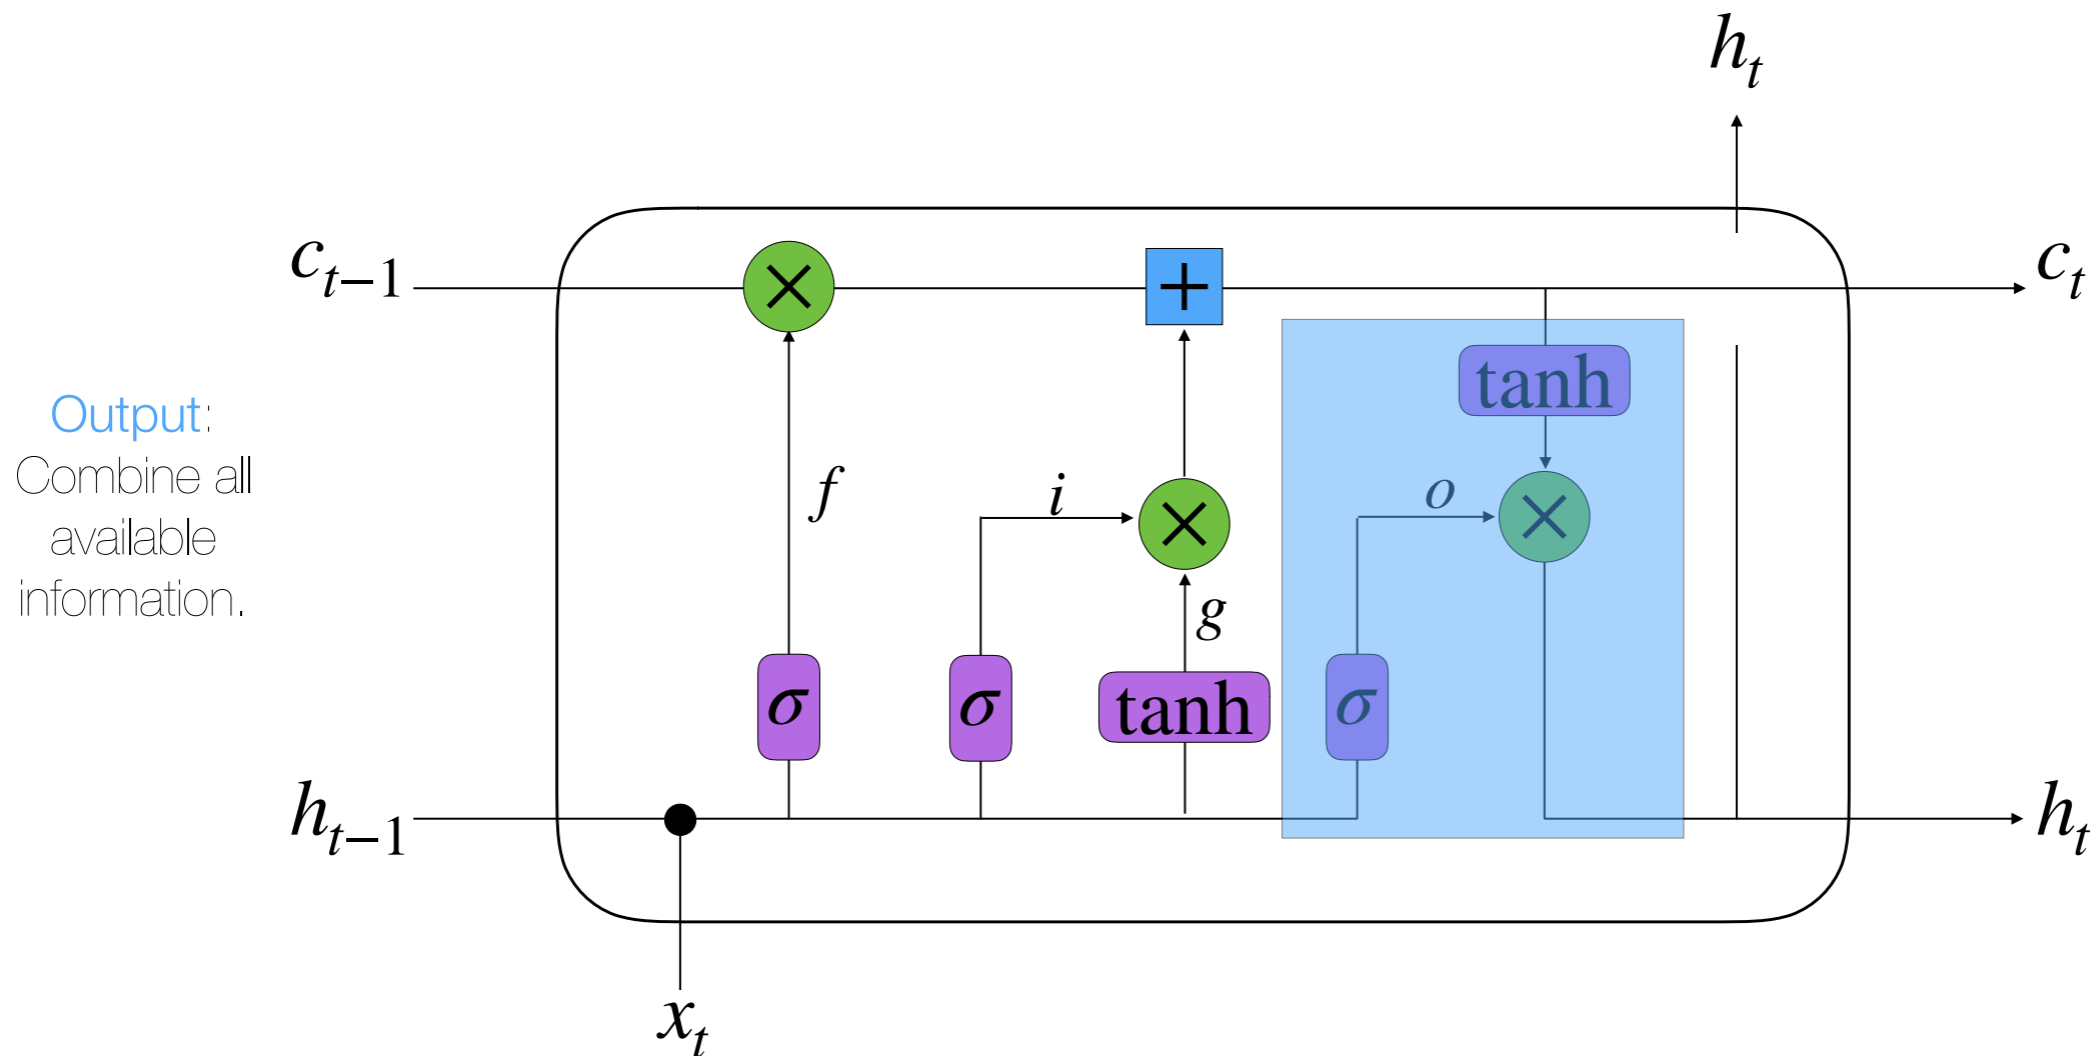 h_t
c_{t−1}
×
+
c_t
tanh
Output:
Combine all
available
information.
f
i
×
o
×
g
σ
σ
tanh
σ
h_{t−1}
h_t
x_t